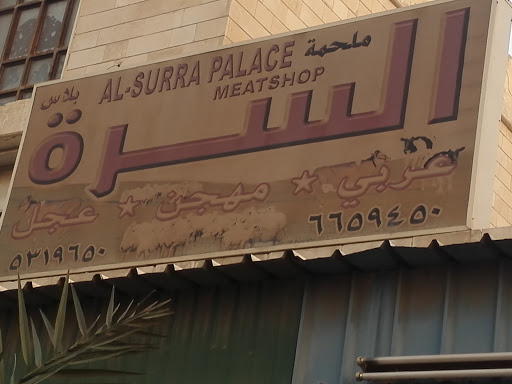 ملحمة AL-SURRA PALACE بلاس
MEATSHOP
السرة
عربي ★ مهجن ★ عجل
٥٣١٩٦٥٠ ٦٦٥٩٤٥٠